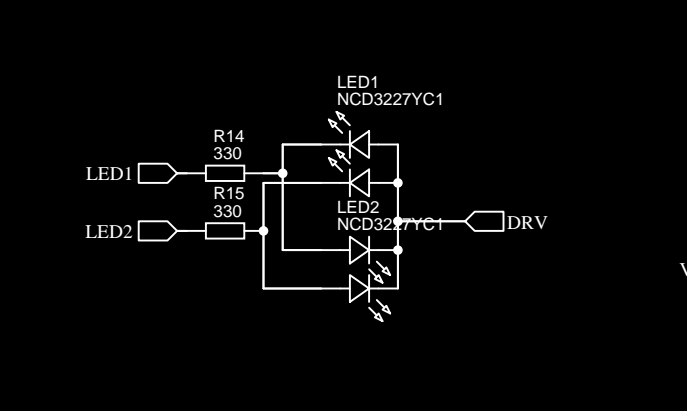 LED1
NCD3227YC1
R14
330
LED1
R15
330
LED2
NCD3227YC1
LED2
DRV
V